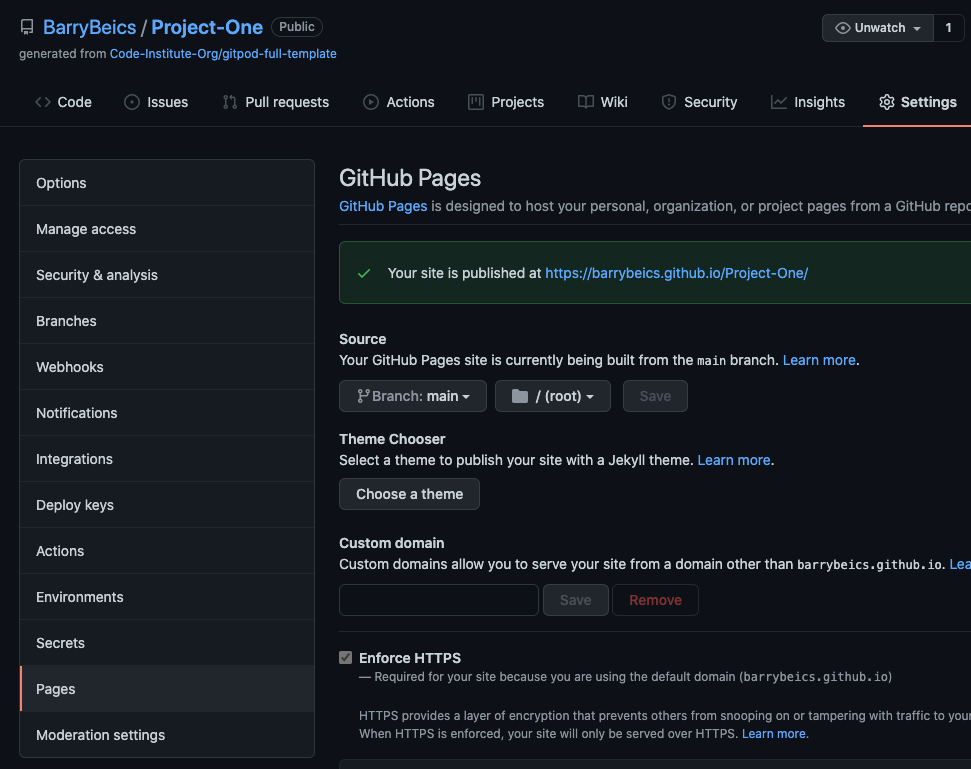 BarryBeics / Project-One Public
Unwatch 1
generated from Code-Institute-Org/gitpod-full-template
Code Issues Pull requests Actions Projects Wiki Security Insights Settings
Options
Manage access
Security & analysis
Branches
Webhooks
Notifications
Integrations
Deploy keys
Actions
Environments
Secrets
Pages
Moderation settings
GitHub Pages
GitHub Pages is designed to host your personal, organization, or project pages from a GitHub repo
Your site is published at https://barrybeics.github.io/Project-One/
Source
Your GitHub Pages site is currently being built from the main branch. Learn more.
Branch: main / (root) Save
Theme Chooser
Select a theme to publish your site with a Jekyll theme. Learn more.
Choose a theme
Custom domain
Custom domains allow you to serve your site from a domain other than barrybeics.github.io. Lea
Save Remove
Enforce HTTPS
— Required for your site because you are using the default domain (barrybeics.github.io)
HTTPS provides a layer of encryption that prevents others from snooping on or tampering with traffic to your
When HTTPS is enforced, your site will only be served over HTTPS. Learn more.